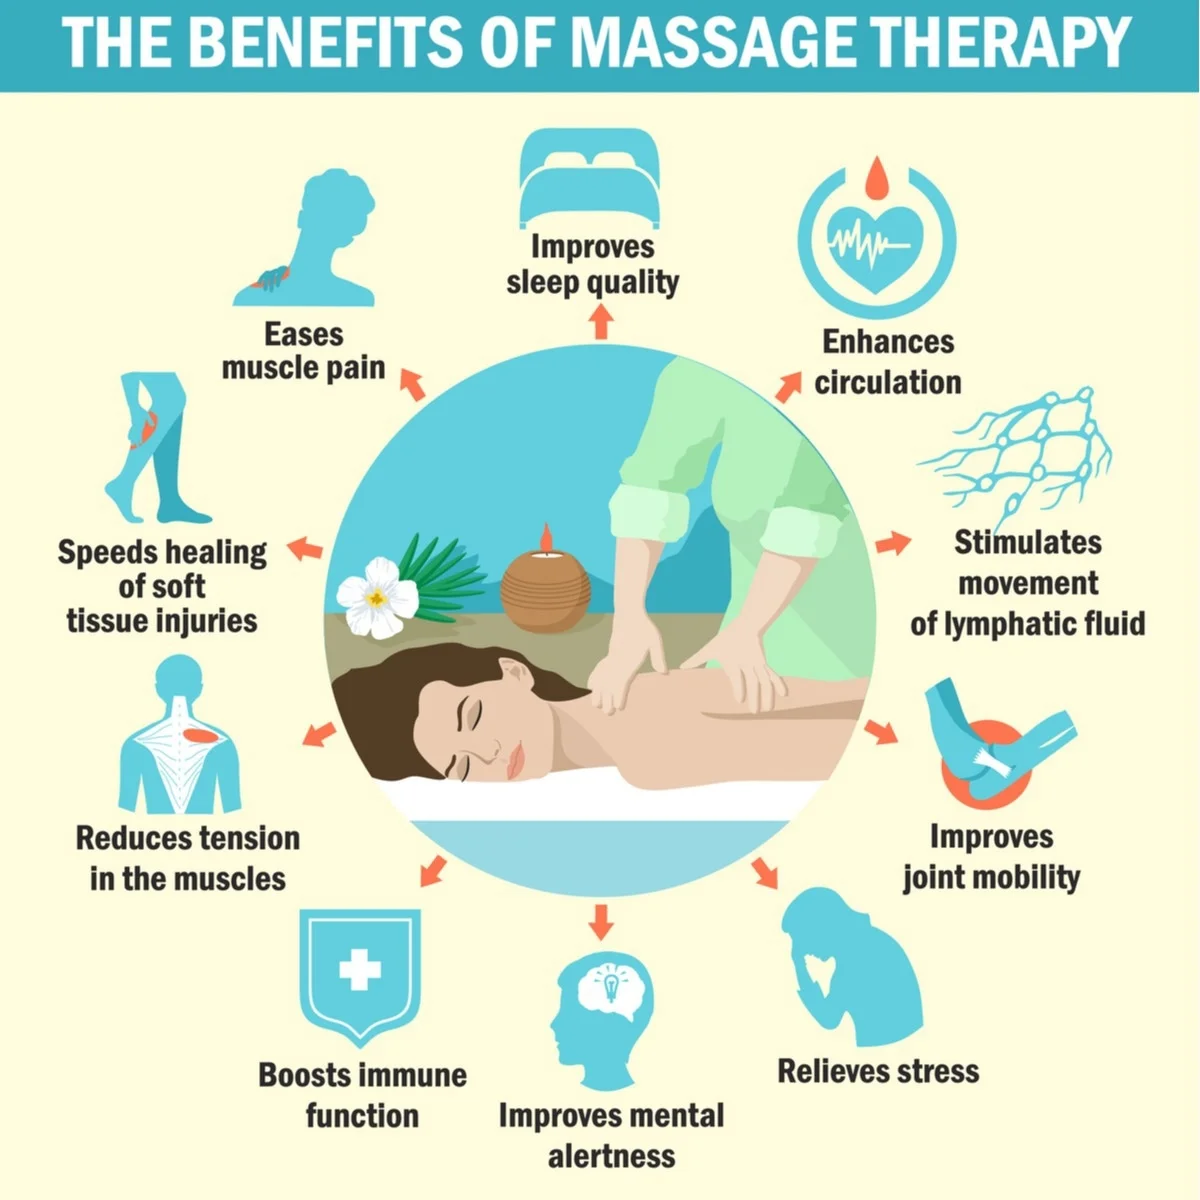 THE BENEFITS OF MASSAGE THERAPY
Improves
sleep quality
Enhances
circulation
Stimulates
movement
of lymphatic fluid
Improves
joint mobility
Relieves stress
Improves mental
alertness
Boosts immune
function
Reduces tension
in the muscles
Speeds healing
of soft
tissue injuries
Eases
muscle pain